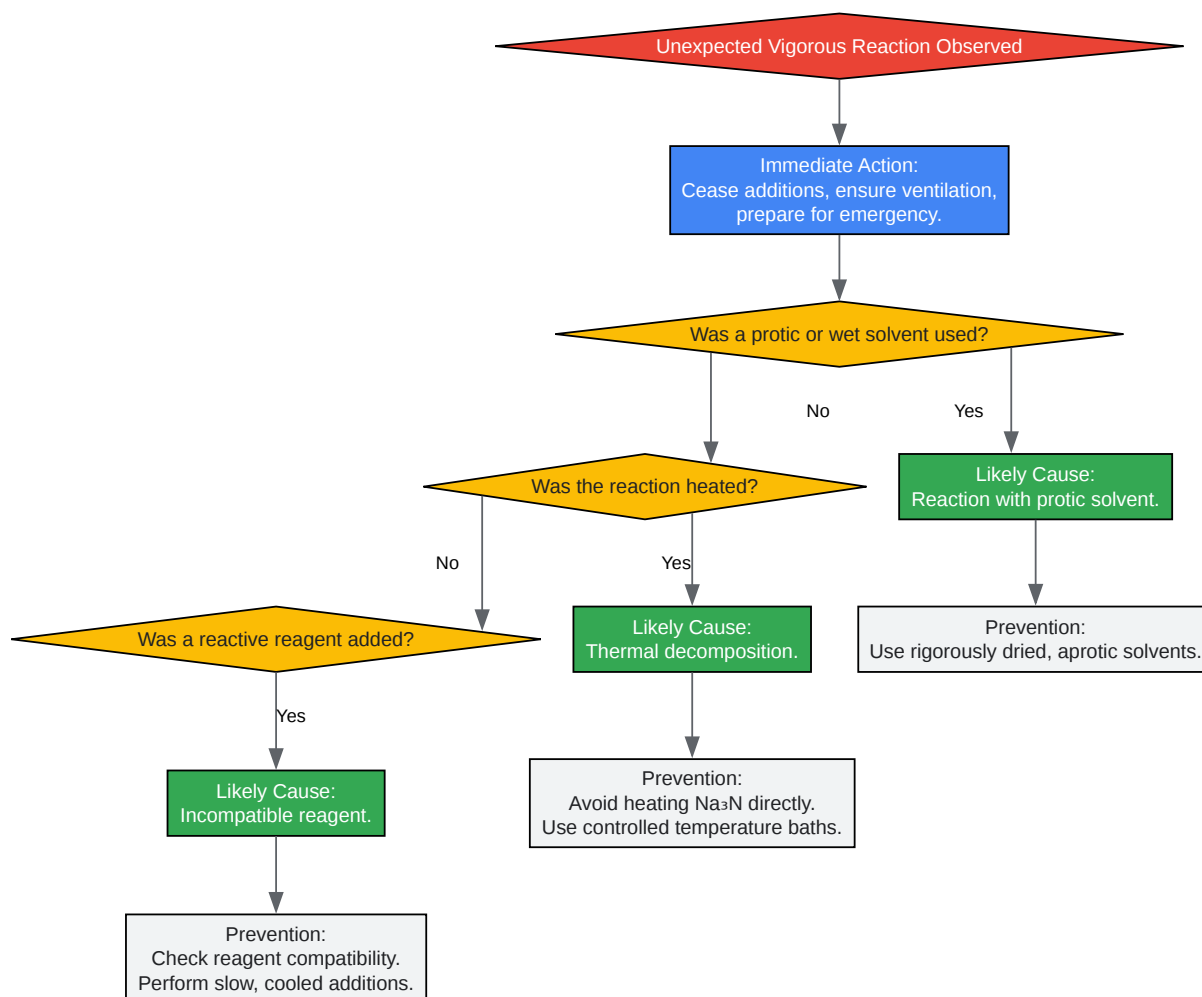 Unexpected Vigorous Reaction Observed
Immediate Action:
Cease additions, ensure ventilation,
prepare for emergency.
Was a protic or wet solvent used?
No
Yes
Was the reaction heated?
Likely Cause:
Reaction with protic solvent.
No
Yes
Was a reactive reagent added?
Likely Cause:
Thermal decomposition.
Prevention:
Use rigorously dried, aprotic solvents.
Yes
Likely Cause:
Incompatible reagent.
Prevention:
Avoid heating Na₃N directly.
Use controlled temperature baths.
Prevention:
Check reagent compatibility.
Perform slow, cooled additions.